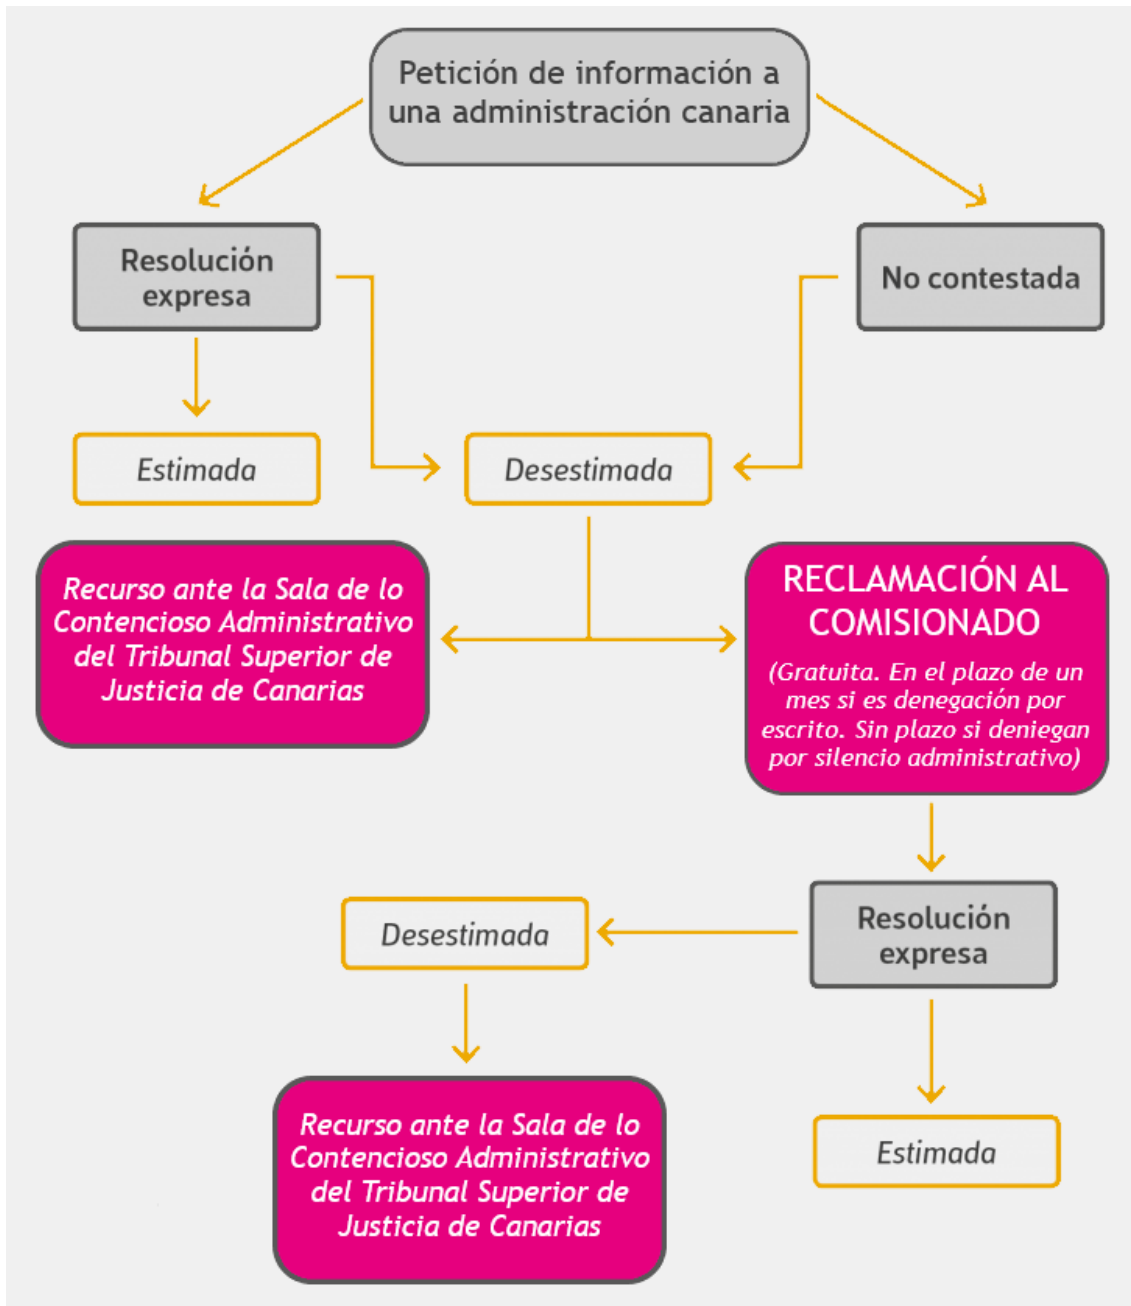 Petición de información a
una administración canaria
Resolución
expresa
No contestada
Estimada
Desestimada
Recurso ante la Sala de lo
Contencioso Administrativo
del Tribunal Superior de
Justicia de Canarias
RECLAMACIÓN AL
COMISIONADO
(Gratuita. En el plazo de un
mes si es denegación por
escrito. Sin plazo si deniegan
por silencio administrativo)
Resolución
expresa
Desestimada
Recurso ante la Sala de lo
Contencioso Administrativo
del Tribunal Superior de
Justicia de Canarias
Estimada